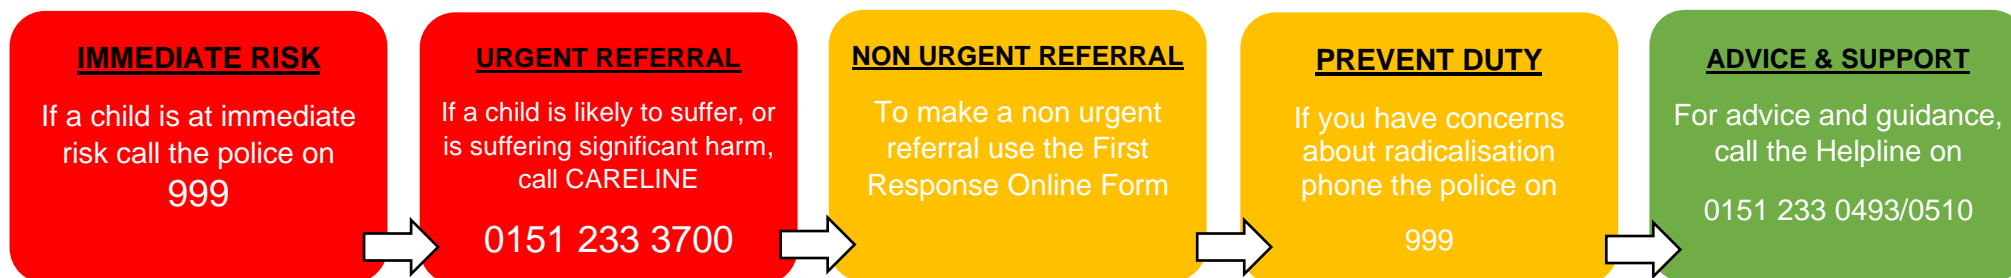 IMMEDIATE RISK
If a child is at immediate
risk call the police on
999
URGENT REFERRAL
If a child is likely to suffer, or
is suffering significant harm,
call CARELINE
0151 233 3700
NON URGENT REFERRAL
To make a non urgent
referral use the First
Response Online Form
PREVENT DUTY
If you have concerns
about radicalisation
phone the police on
999
ADVICE & SUPPORT
For advice and guidance,
call the Helpline on
0151 233 0493/0510